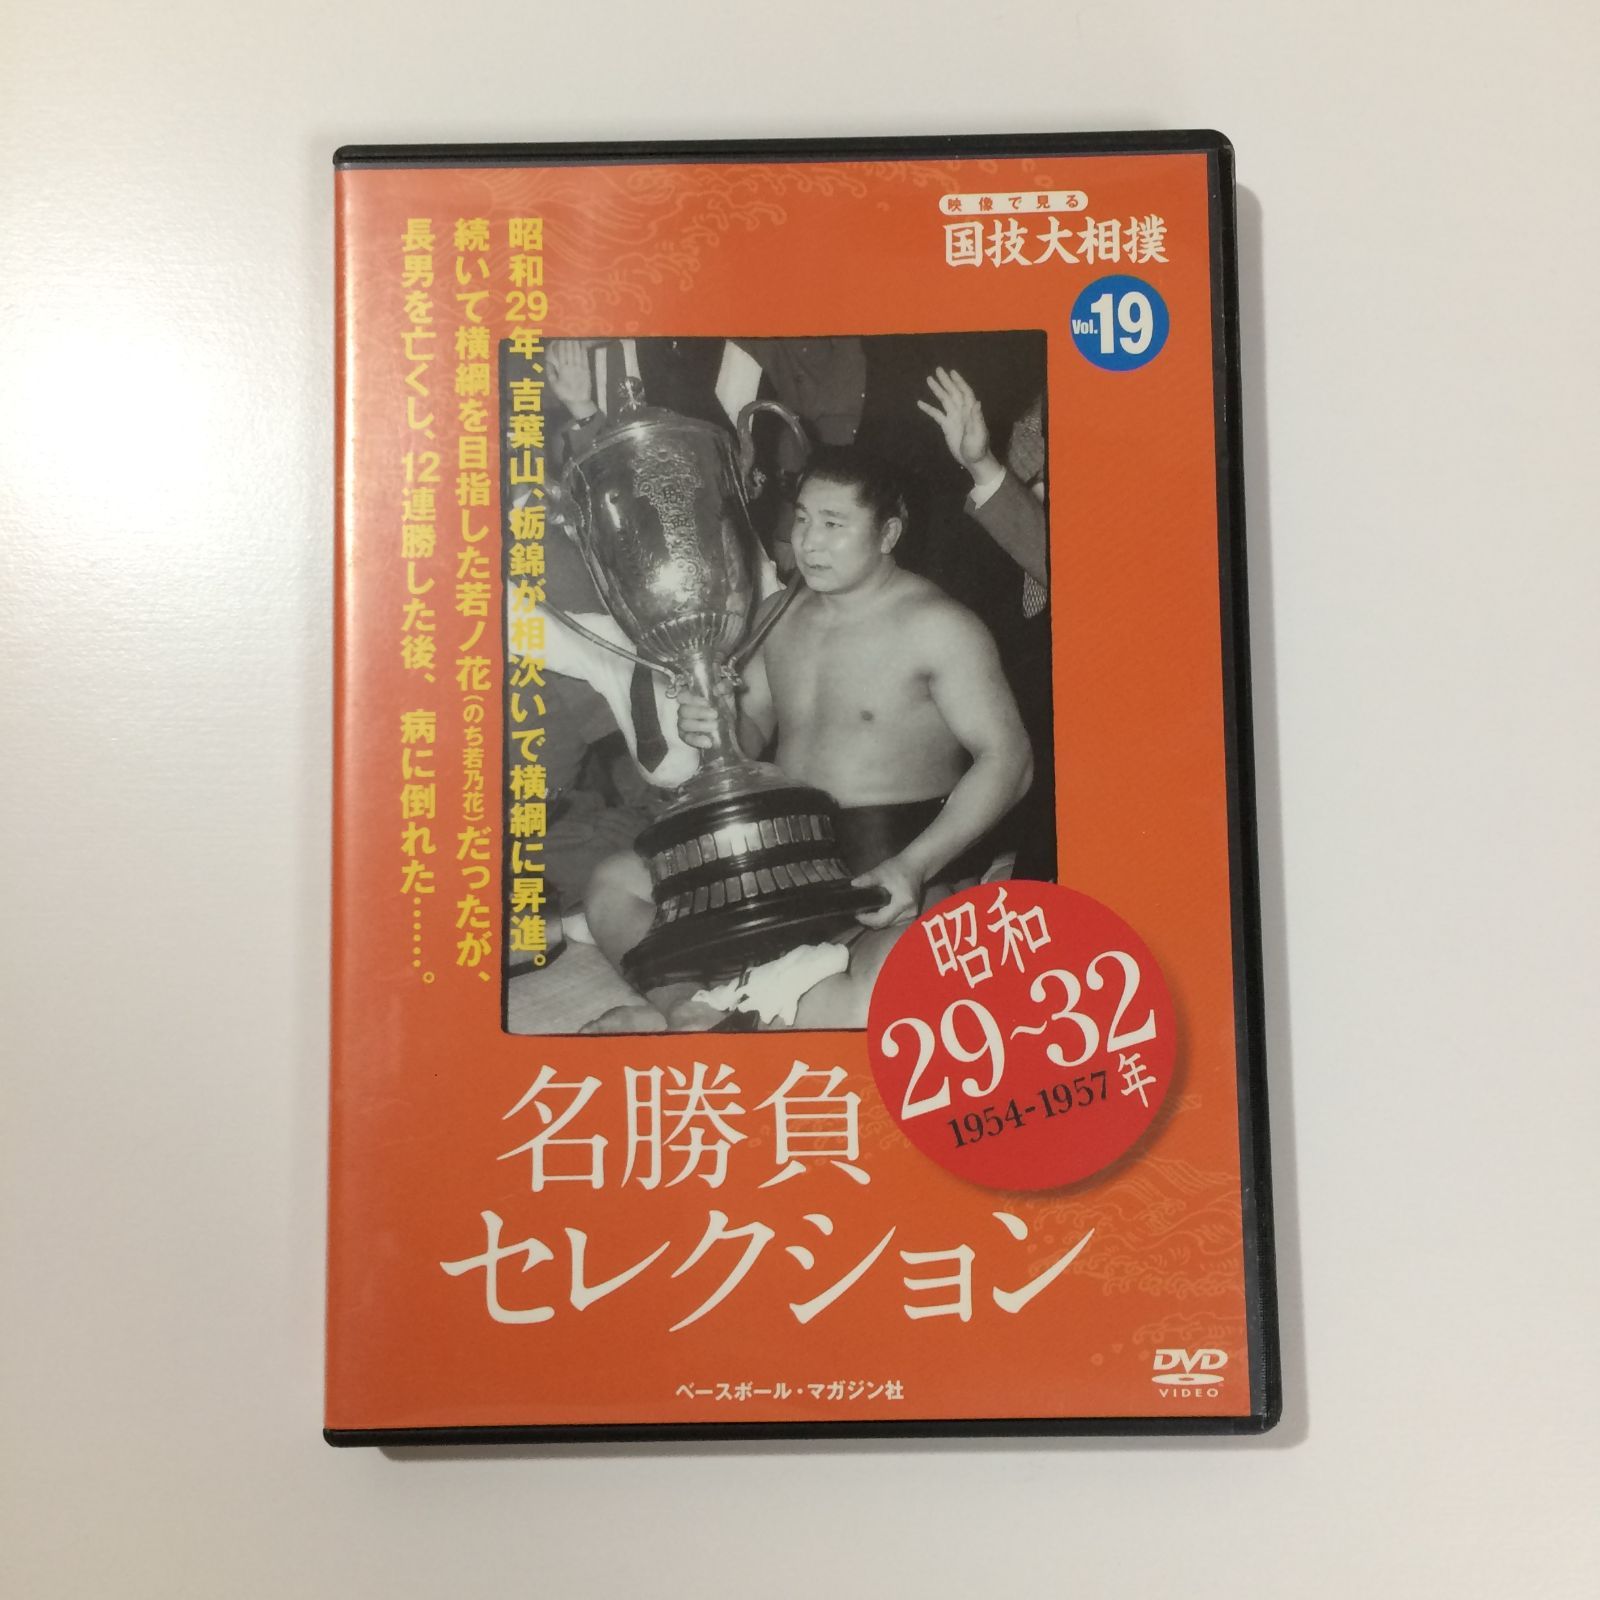 映像で見る
国技大相撲
Vol.19
昭和29年、吉葉山、栃錦が相次いで横綱に昇進。
続いて横綱を目指した若ノ花(のち若乃花)だったが、
長男を亡くし、12連勝した後、病に倒れた……。
昭和
29~32年
1954-1957
名勝負
セレクション
ベースボール・マガジン社
DVD
VIDEO